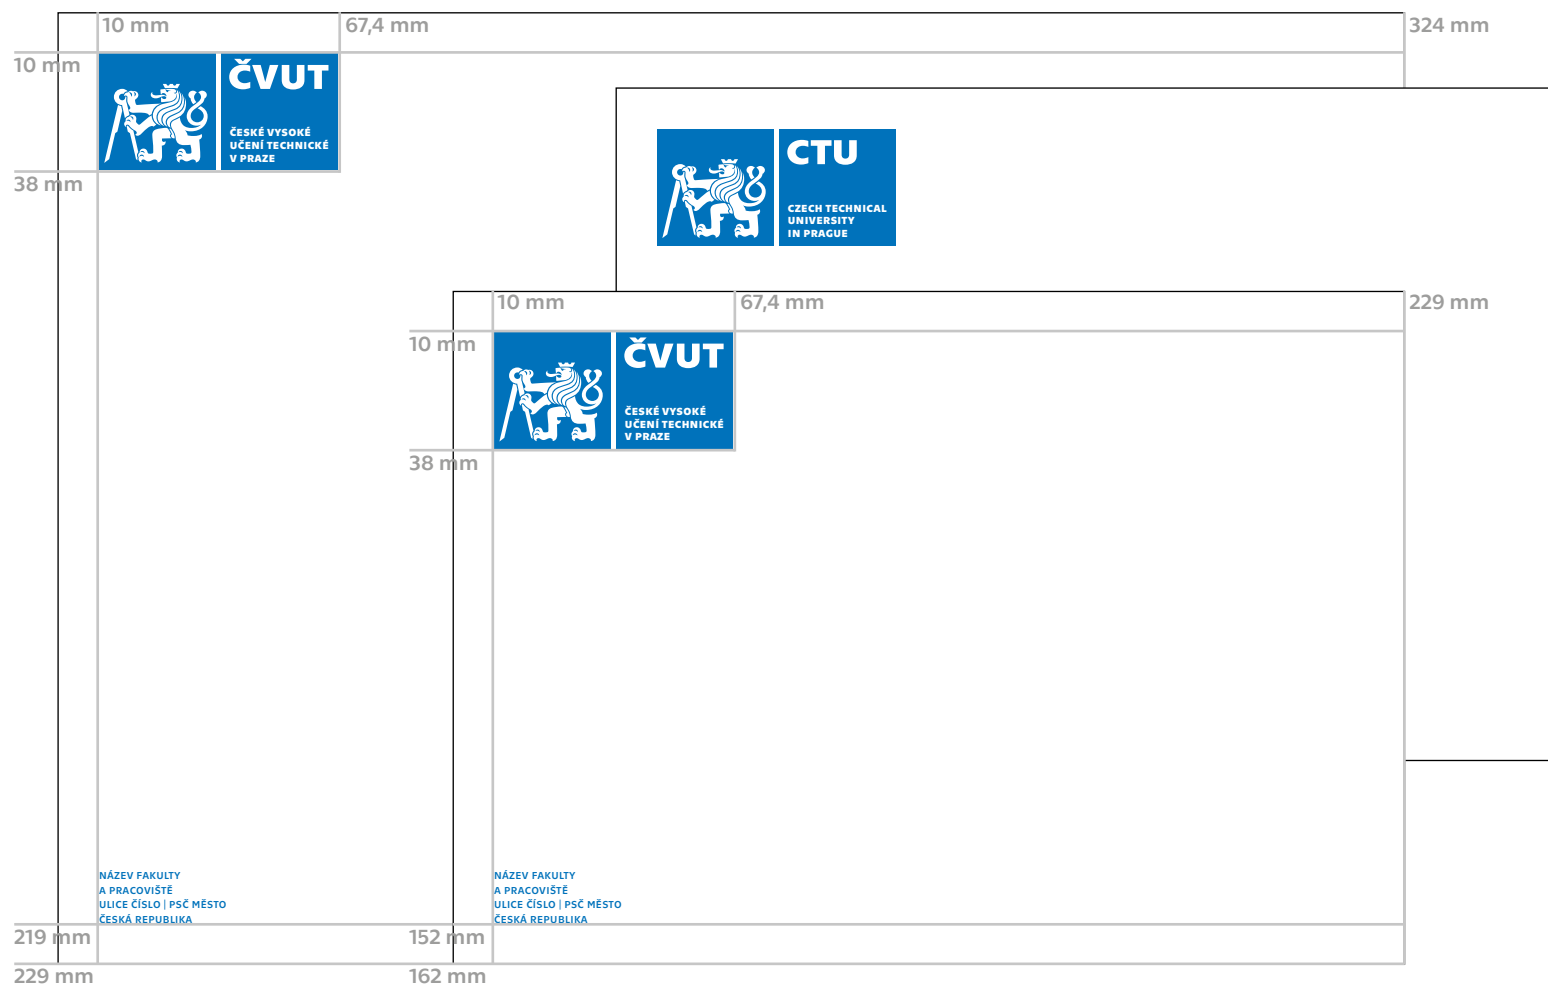 10 mm
67,4 mm
324 mm
10 mm
ČVUT
ČESKÉ VYSOKÉ
UČENÍ TECHNICKÉ
V PRAZE
38 mm
CTU
CZECH TECHNICAL
UNIVERSITY
IN PRAGUE
10 mm
67,4 mm
229 mm
10 mm
ČVUT
ČESKÉ VYSOKÉ
UČENÍ TECHNICKÉ
V PRAZE
38 mm
NÁZEV FAKULTY
A PRACOVIŠTĚ
ULICE ČÍSLO | PSČ MĚSTO
ČESKÁ REPUBLIKA
219 mm
229 mm
NÁZEV FAKULTY
A PRACOVIŠTĚ
ULICE ČÍSLO | PSČ MĚSTO
ČESKÁ REPUBLIKA
152 mm
162 mm